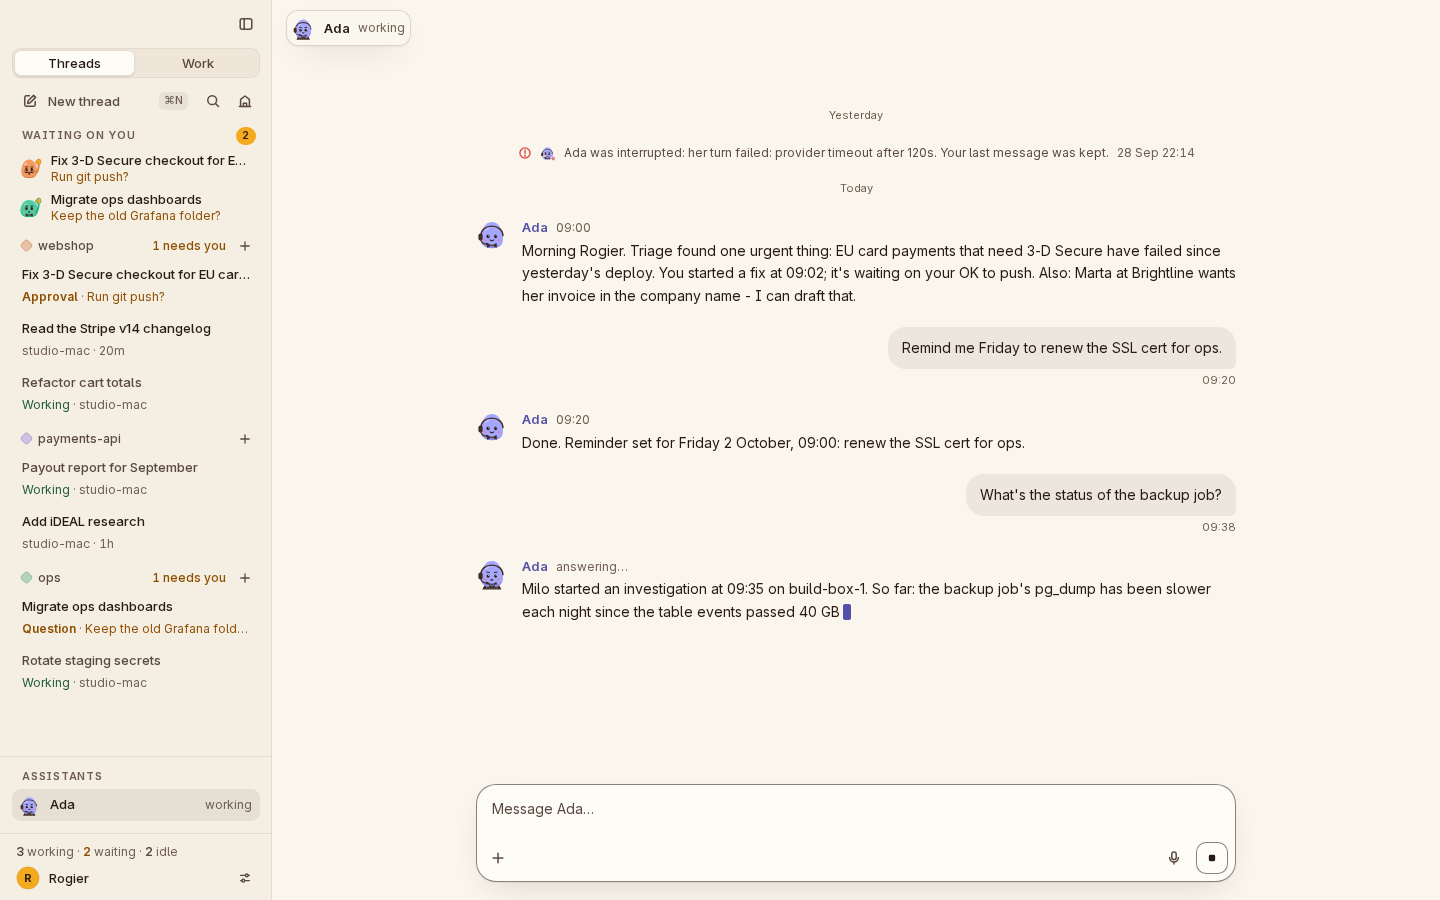 Threads
Work
New thread
⌘N
WAITING ON YOU
2
Fix 3-D Secure checkout for E…
Run git push?
Migrate ops dashboards
Keep the old Grafana folder?
webshop
1 needs you
Fix 3-D Secure checkout for EU car…
Approval · Run git push?
Read the Stripe v14 changelog
studio-mac · 20m
Refactor cart totals
Working · studio-mac
payments-api
Payout report for September
Working · studio-mac
Add iDEAL research
studio-mac · 1h
ops
1 needs you
Migrate ops dashboards
Question · Keep the old Grafana fold…
Rotate staging secrets
Working · studio-mac
ASSISTANTS
Ada
working
3 working · 2 waiting · 2 idle
R
Rogier
Ada working
Yesterday
Ada was interrupted: her turn failed: provider timeout after 120s. Your last message was kept. 28 Sep 22:14
Today
Ada 09:00
Morning Rogier. Triage found one urgent thing: EU card payments that need 3-D Secure have failed since
yesterday's deploy. You started a fix at 09:02; it's waiting on your OK to push. Also: Marta at Brightline wants
her invoice in the company name - I can draft that.
Remind me Friday to renew the SSL cert for ops.
09:20
Ada 09:20
Done. Reminder set for Friday 2 October, 09:00: renew the SSL cert for ops.
What's the status of the backup job?
09:38
Ada answering…
Milo started an investigation at 09:35 on build-box-1. So far: the backup job's pg_dump has been slower
each night since the table events passed 40 GB
Message Ada…